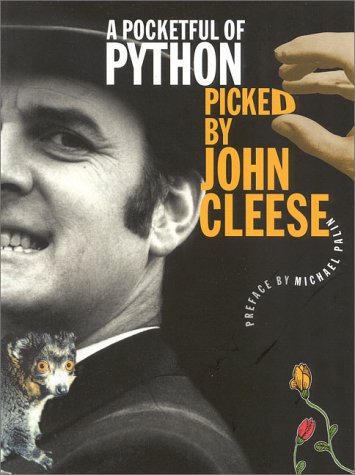 A POCKETFUL OF
PYTHON
PICKED
BY
JOHN
CLEESE
PREFACE BY MICHAEL PALIN